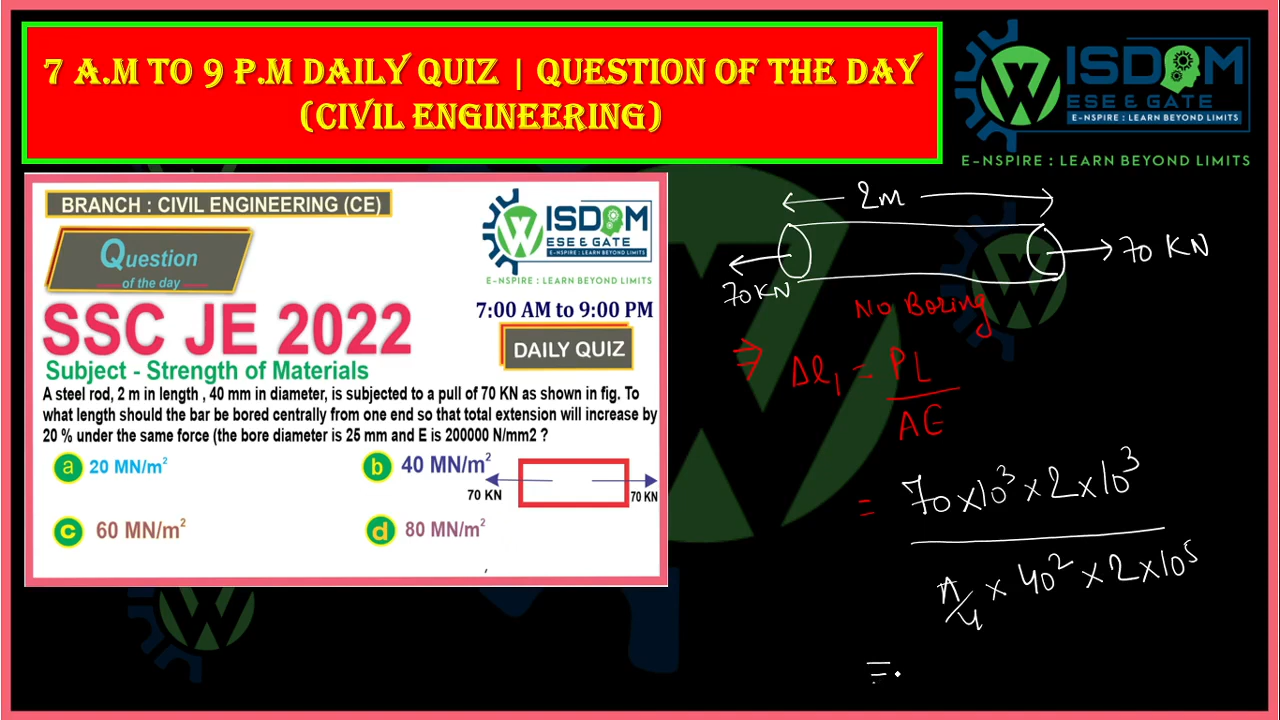 7 A.M TO 9 P.M DAILY QUIZ | QUESTION OF THE DAY
(CIVIL ENGINEERING)
WISDOM
ESE & GATE
E-NSPIRE : LEARN BEYOND LIMITS
E-NSPIRE : LEARN BEYOND LIMITS
BRANCH : CIVIL ENGINEERING (CE)
Question
of the day
WISDOM
ESE & GATE
E-NSPIRE : LEARN BEYOND LIMITS
E-NSPIRE : LEARN BEYOND LIMITS
7:00 AM to 9:00 PM
DAILY QUIZ
SSC JE 2022
Subject - Strength of Materials
A steel rod, 2 m in length , 40 mm in diameter, is subjected to a pull of 70 KN as shown in fig. To
what length should the bar be bored centrally from one end so that total extension will increase by
20 % under the same force (the bore diameter is 25 mm and E is 200000 N/mm2 ?
a 20 MN/m²
b 40 MN/m²
70 KN
70 KN
c 60 MN/m²
d 80 MN/m²
2m
70 KN
70 KN
No Boring
⇒ Δl₁ = PL
AE
= 70×10³×2×10³
π/4 × 40² × 2×10⁵
=